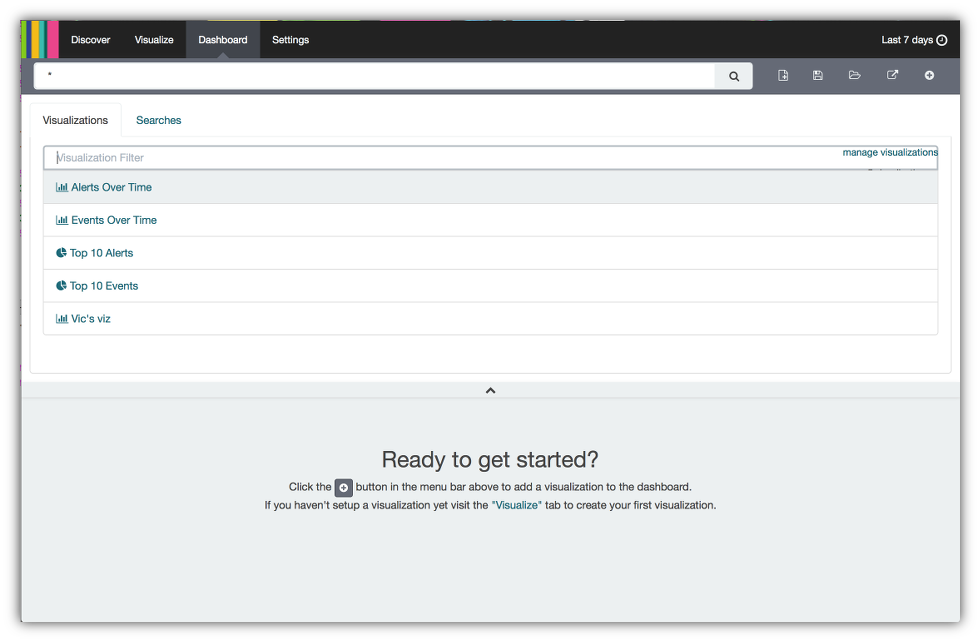 Discover Visualize Dashboard Settings Last 7 days
*
Visualizations Searches
Visualization Filter manage visualizations
Alerts Over Time
Events Over Time
Top 10 Alerts
Top 10 Events
Vic's viz
Ready to get started?
Click the button in the menu bar above to add a visualization to the dashboard.
If you haven't setup a visualization yet visit the "Visualize" tab to create your first visualization.